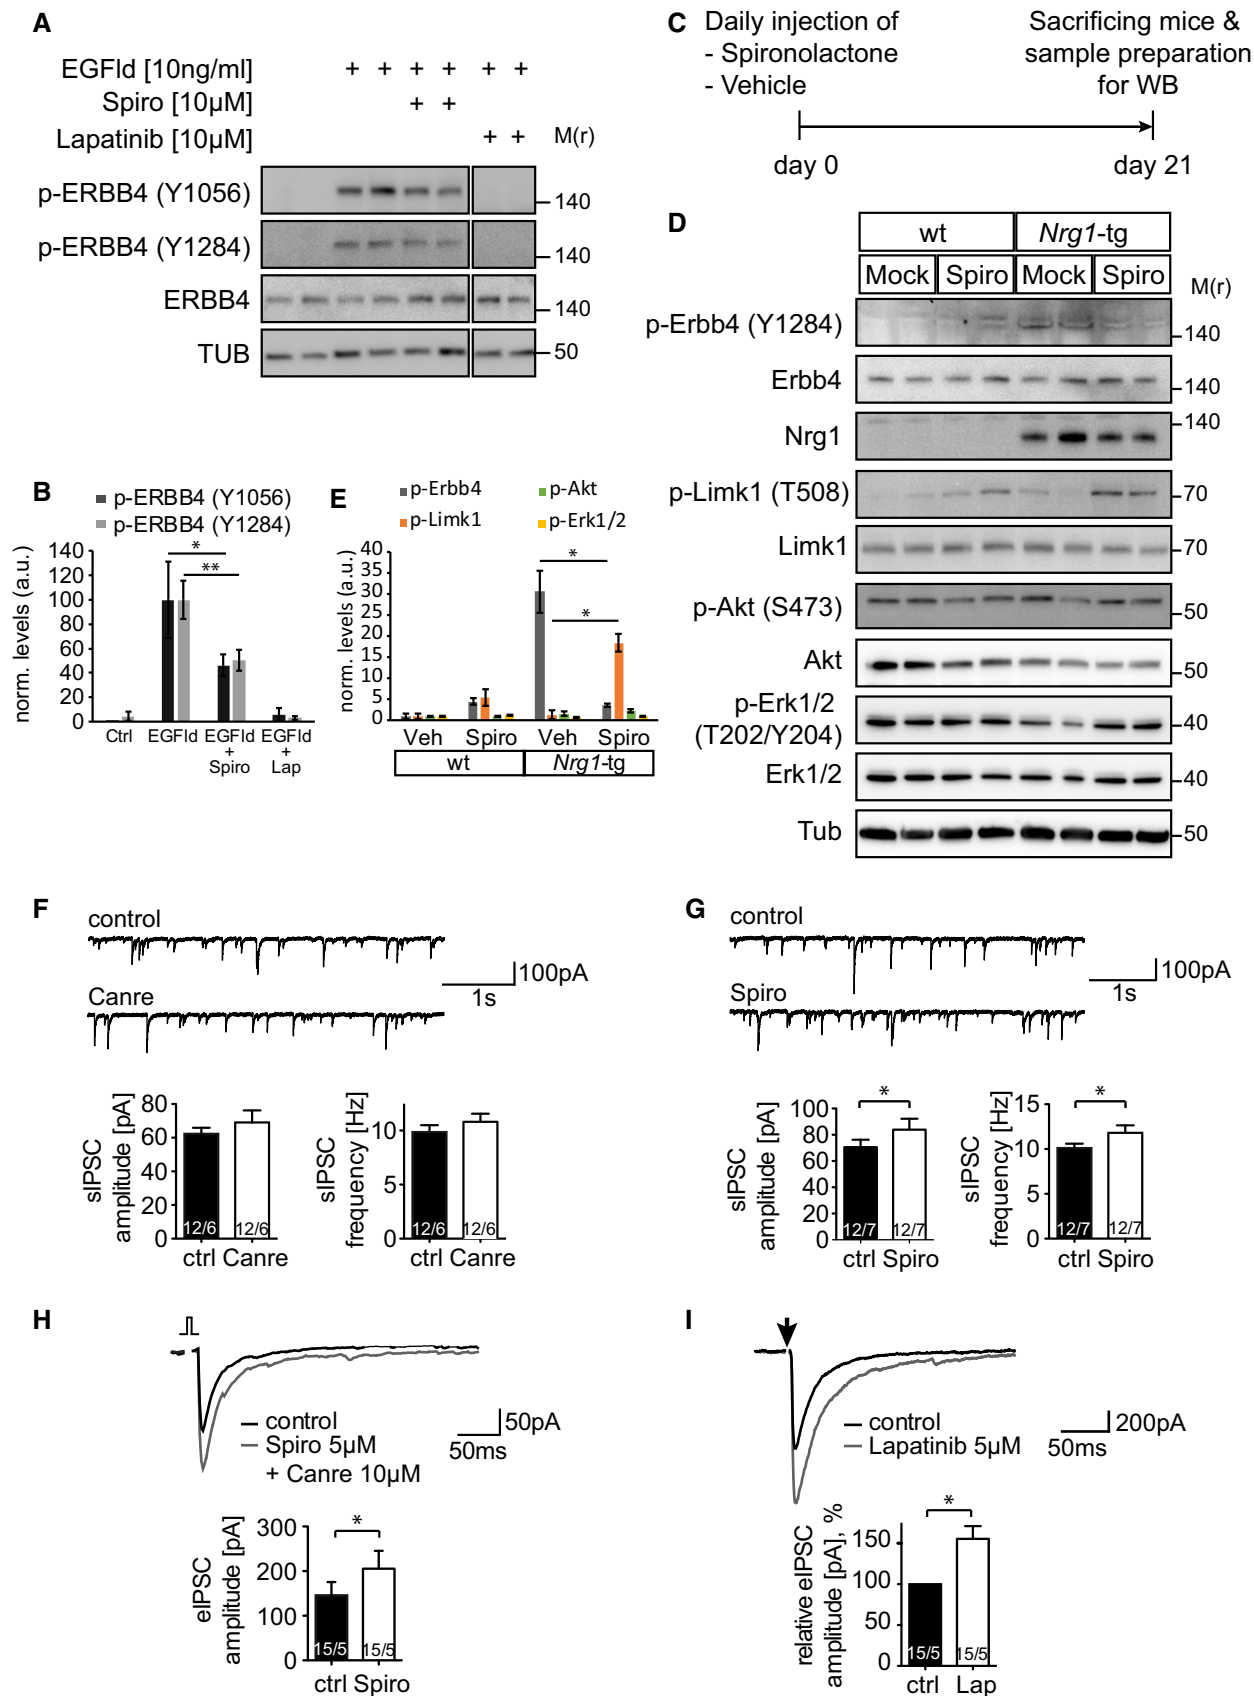 A
EGFld [10ng/ml] + + + + + +
Spiro [10µM] + +
Lapatinib [10µM] + + M(r)
p-ERBB4 (Y1056) 140
p-ERBB4 (Y1284) 140
ERBB4 140
TUB 50
B
p-ERBB4 (Y1056)
p-ERBB4 (Y1284)
norm. levels (a.u.)
140
120
100
80
60
40
20
0
*
**
Ctrl EGFld EGFld + Spiro EGFld + Lap
C
Daily injection of
- Spironolactone
- Vehicle
Sacrificing mice &
sample preparation
for WB
day 0 day 21
D
wt Nrg1-tg
Mock Spiro Mock Spiro M(r)
p-Erbb4 (Y1284) 140
Erbb4 140
Nrg1 140
p-Limk1 (T508) 70
Limk1 70
p-Akt (S473) 50
Akt 50
p-Erk1/2
(T202/Y204) 40
Erk1/2 40
Tub 50
E
p-Erbb4 p-Akt
p-Limk1 p-Erk1/2
norm. levels (a.u.)
40
35
30
25
20
15
10
5
0
*
*
Veh Spiro Veh Spiro
wt Nrg1-tg
F
control
Canre
100pA
1s
sIPSC
amplitude [pA]
80
60
40
20
0
12/6 12/6
ctrl Canre
sIPSC
frequency [Hz]
10
5
0
12/6 12/6
ctrl Canre
G
control
Spiro
100pA
1s
sIPSC
amplitude [pA]
100
80
60
40
20
0
*
12/7 12/7
ctrl Spiro
sIPSC
frequency [Hz]
15
10
5
0
*
12/7 12/7
ctrl Spiro
H
control
Spiro 5µM
+ Canre 10µM
50pA
50ms
eIPSC
amplitude [pA]
300
200
100
0
*
15/5 15/5
ctrl Spiro
I
control
Lapatinib 5µM
200pA
50ms
relative eIPSC
amplitude [pA], %
150
100
50
0
*
15/5 15/5
ctrl Lap